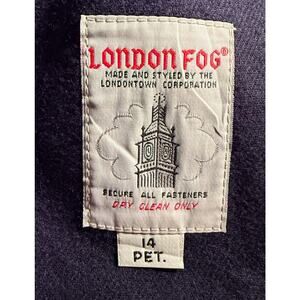 LONDON FOG®
MADE AND STYLED BY THE
LONDONTOWN CORPORATION
SECURE ALL FASTENERS
DRY CLEAN ONLY
14
PET.